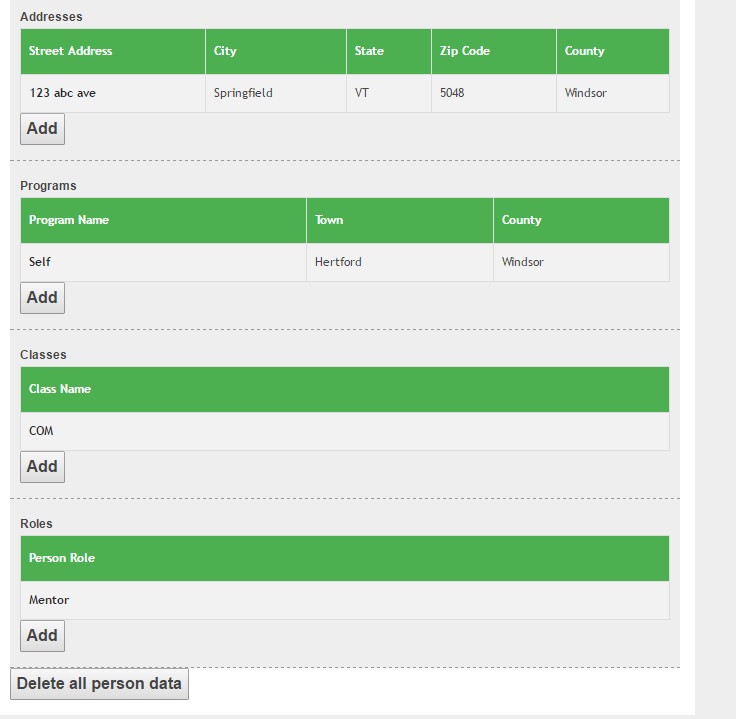 Addresses
Street Address City State Zip Code County
123 abc ave Springfield VT 5048 Windsor
Add
Programs
Program Name Town County
Self Hertford Windsor
Add
Classes
Class Name
COM
Add
Roles
Person Role
Mentor
Add
Delete all person data